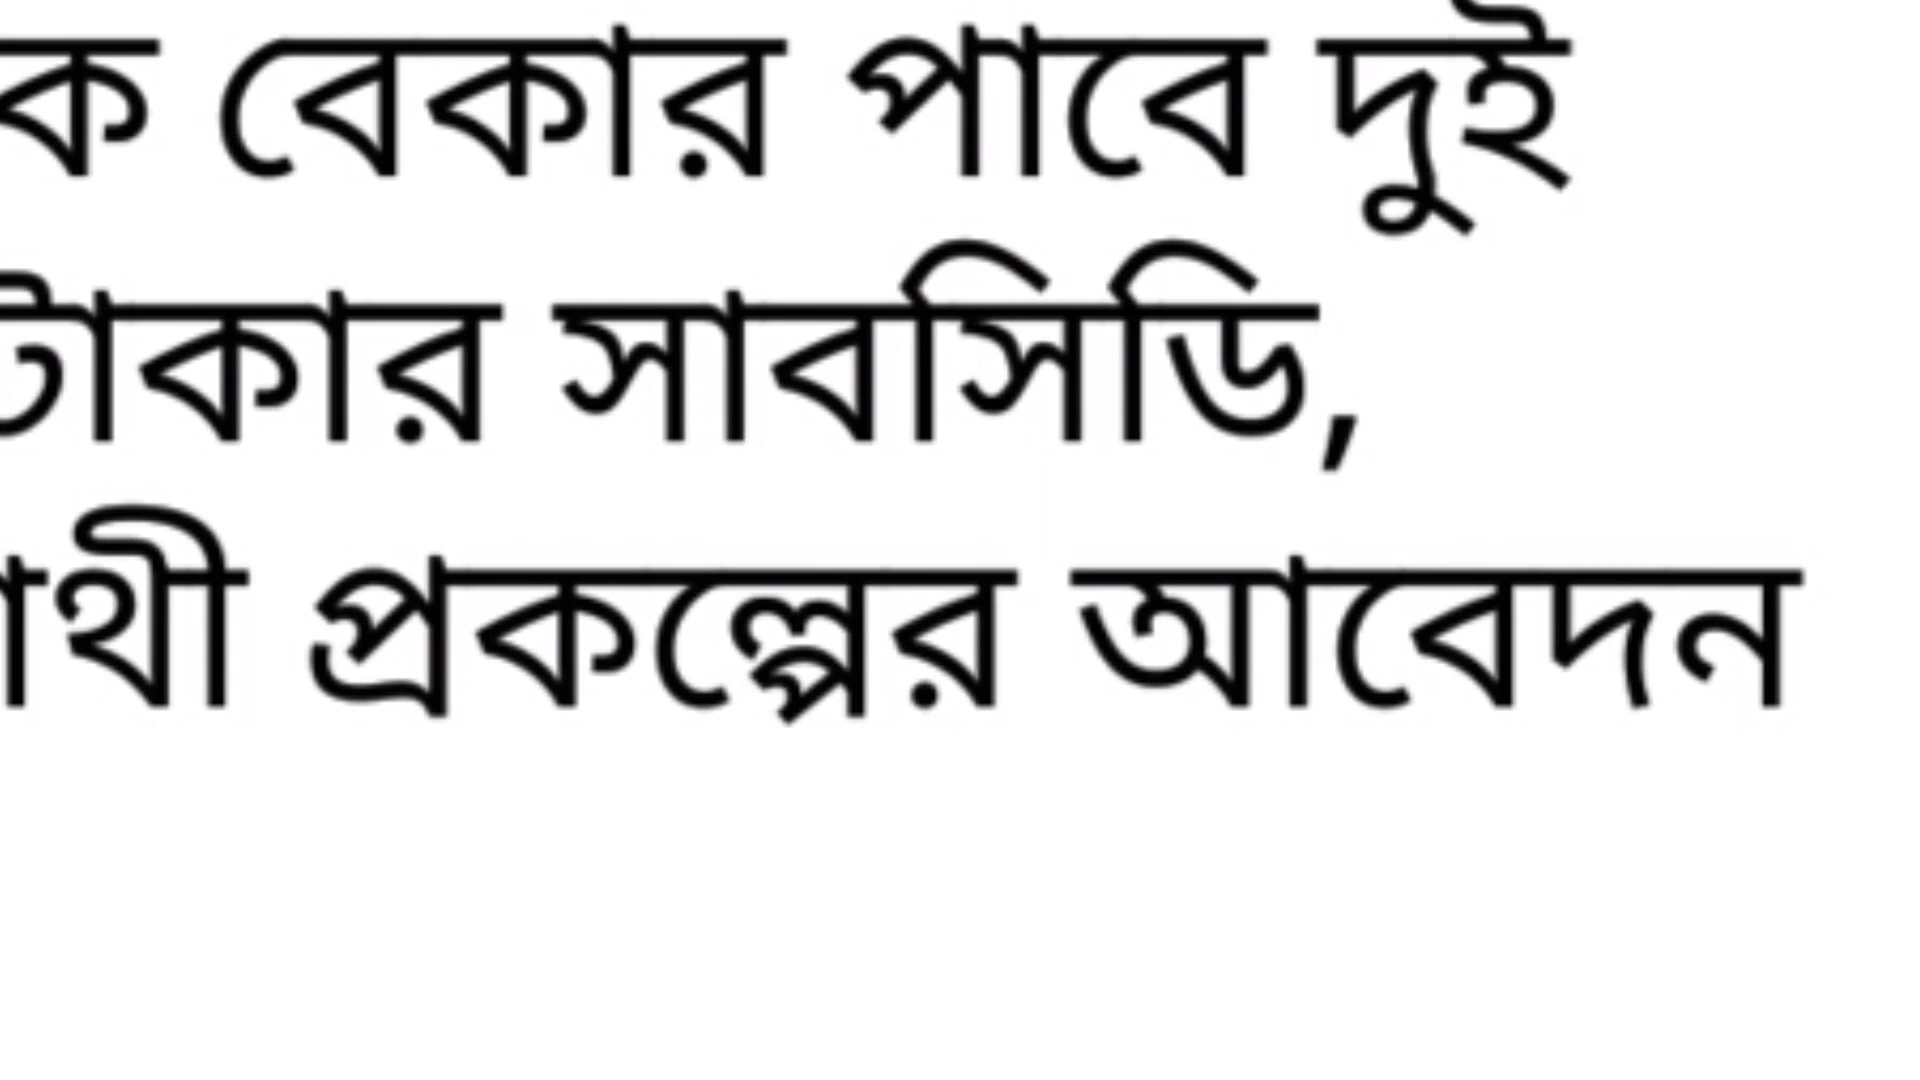 বেকার পাবে দুই
টাকার সাবসিডি,
প্রকল্পের আবেদন